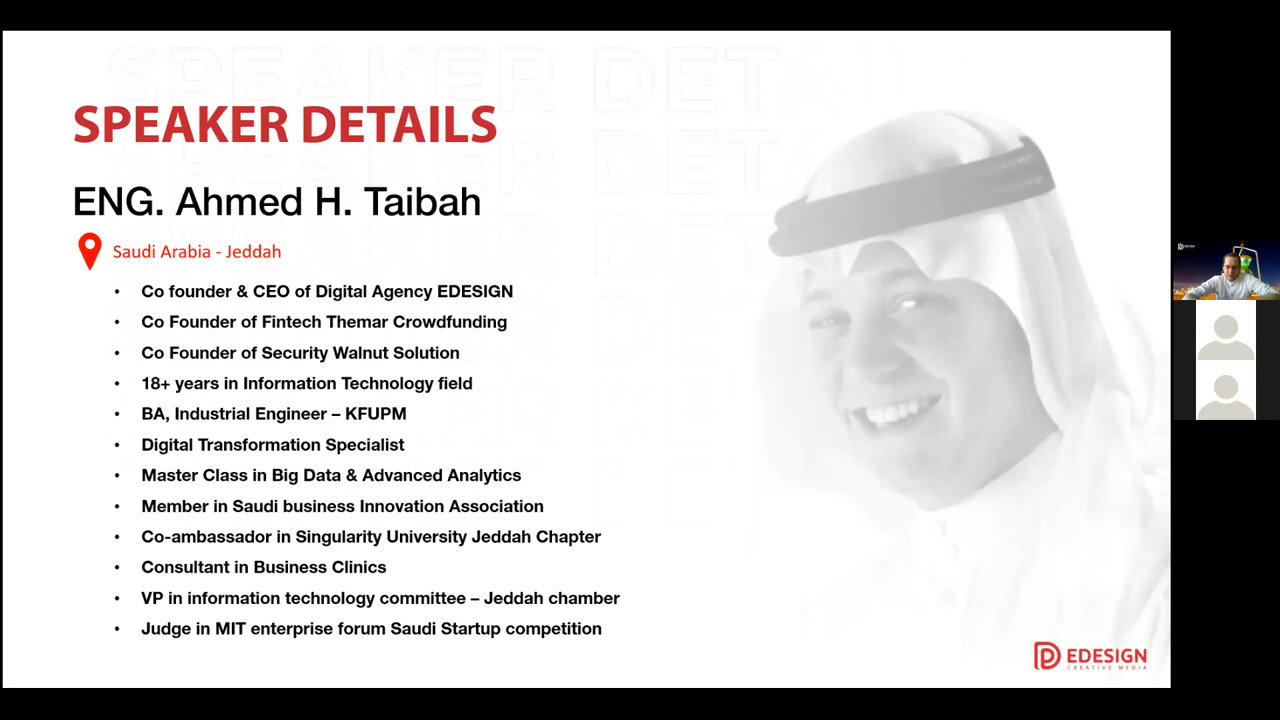 SPEAKER DETAILS
ENG. Ahmed H. Taibah
Saudi Arabia - Jeddah
• Co founder & CEO of Digital Agency EDESIGN
• Co Founder of Fintech Themar Crowdfunding
• Co Founder of Security Walnut Solution
• 18+ years in Information Technology field
• BA, Industrial Engineer – KFUPM
• Digital Transformation Specialist
• Master Class in Big Data & Advanced Analytics
• Member in Saudi business Innovation Association
• Co-ambassador in Singularity University Jeddah Chapter
• Consultant in Business Clinics
• VP in information technology committee – Jeddah chamber
• Judge in MIT enterprise forum Saudi Startup competition
EDESIGN
CREATIVE MEDIA
EDESIGN